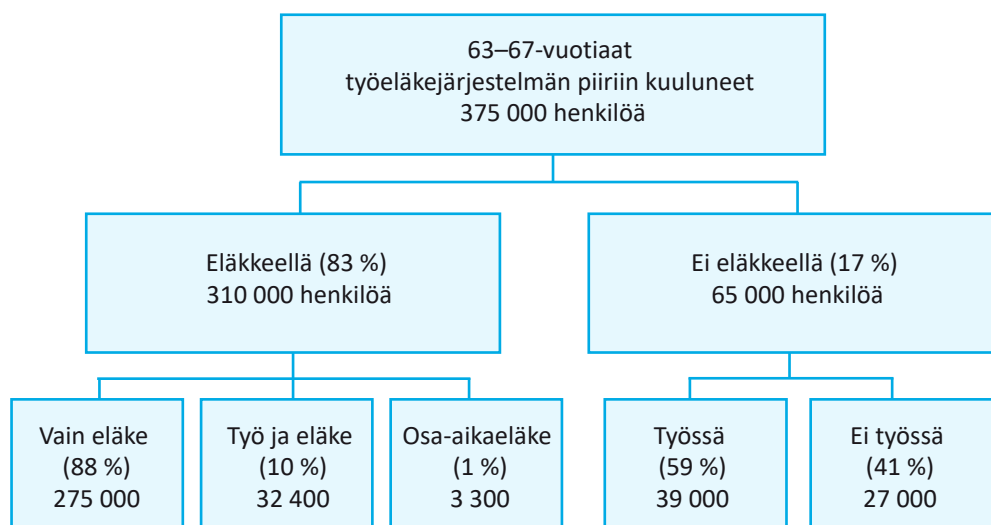 63–67-vuotiaat
työeläkejärjestelmän piiriin kuuluneet
375 000 henkilöä
Eläkkeellä (83 %)
310 000 henkilöä
Ei eläkkeellä (17 %)
65 000 henkilöä
Vain eläke
(88 %)
275 000
Työ ja eläke
(10 %)
32 400
Osa-aikaeläke
(1 %)
3 300
Työssä
(59 %)
39 000
Ei työssä
(41 %)
27 000